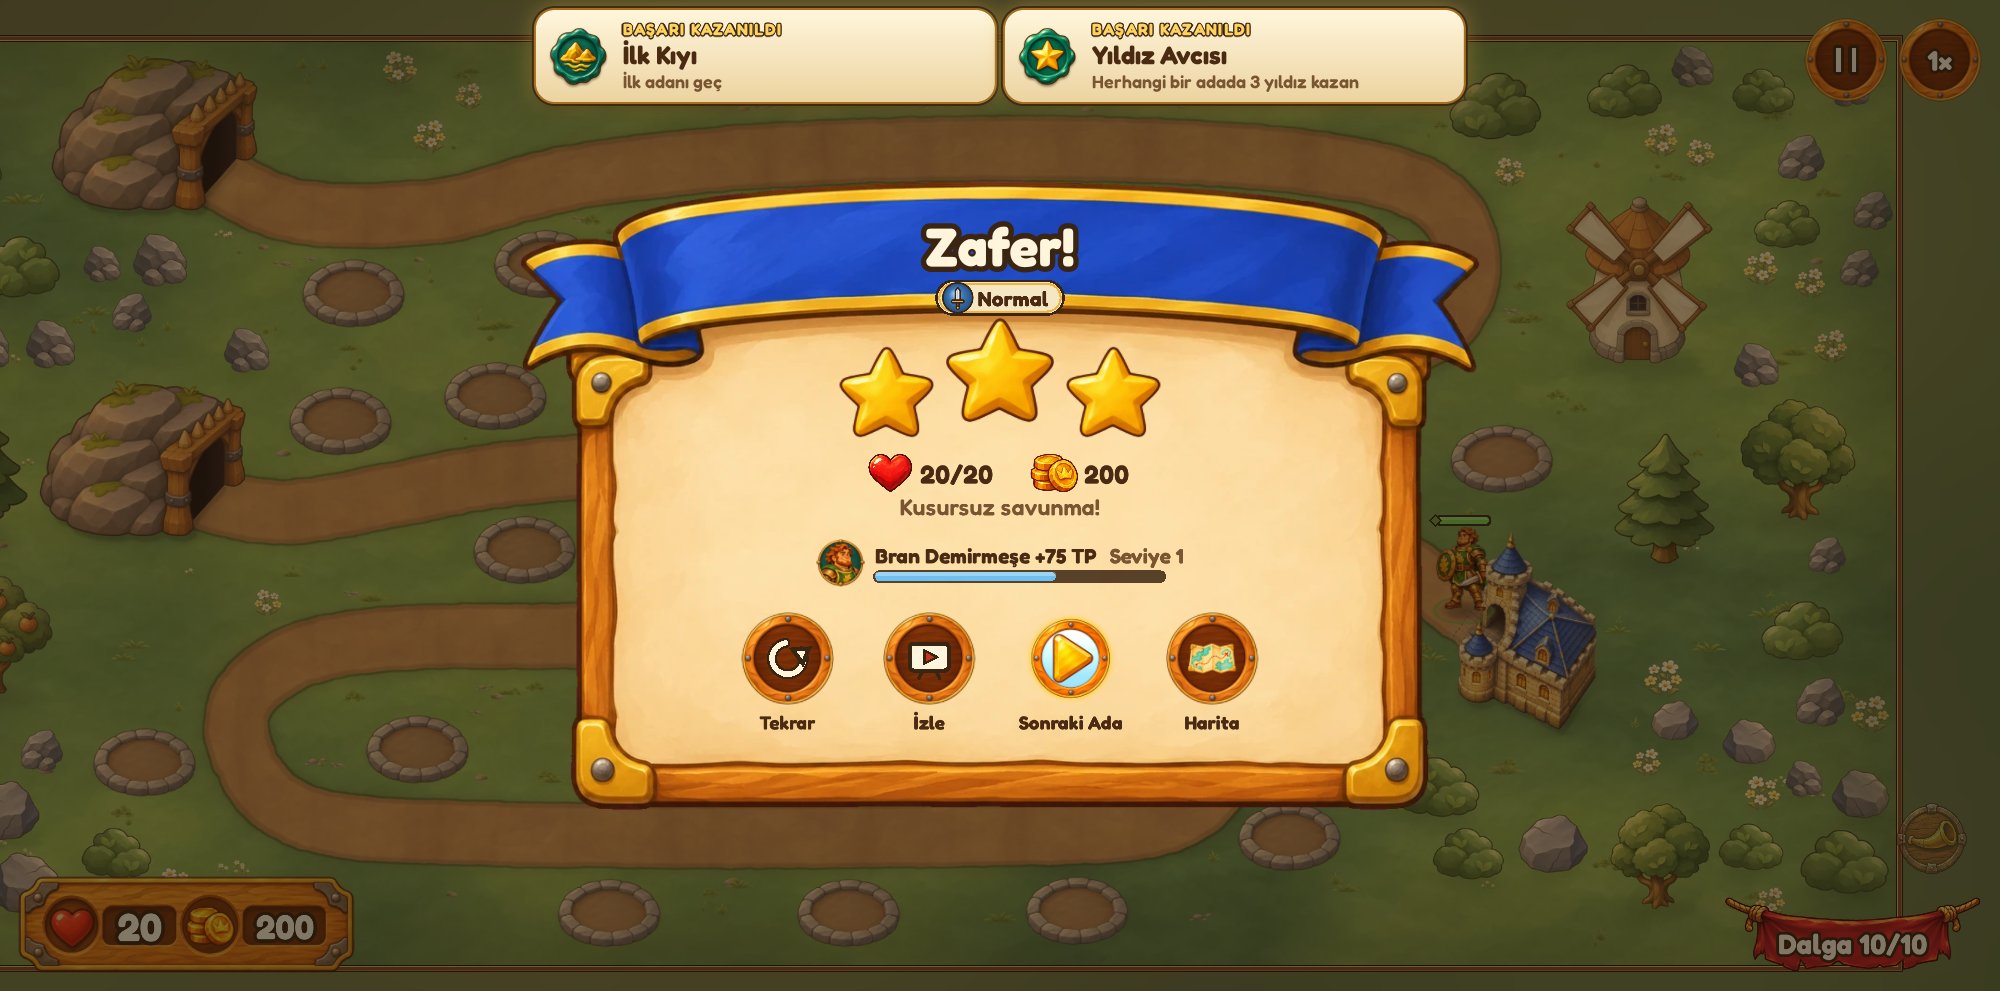 BAŞARI KAZANILDI
İlk Kıyı
İlk adanı geç
BAŞARI KAZANILDI
Yıldız Avcısı
Herhangi bir adada 3 yıldız kazan
1x
Zafer!
Normal
20/20
200
Kusursuz savunma!
Bran Demirmeşe +75 TP Seviye 1
Tekrar
İzle
Sonraki Ada
Harita
20
200
Dalga 10/10